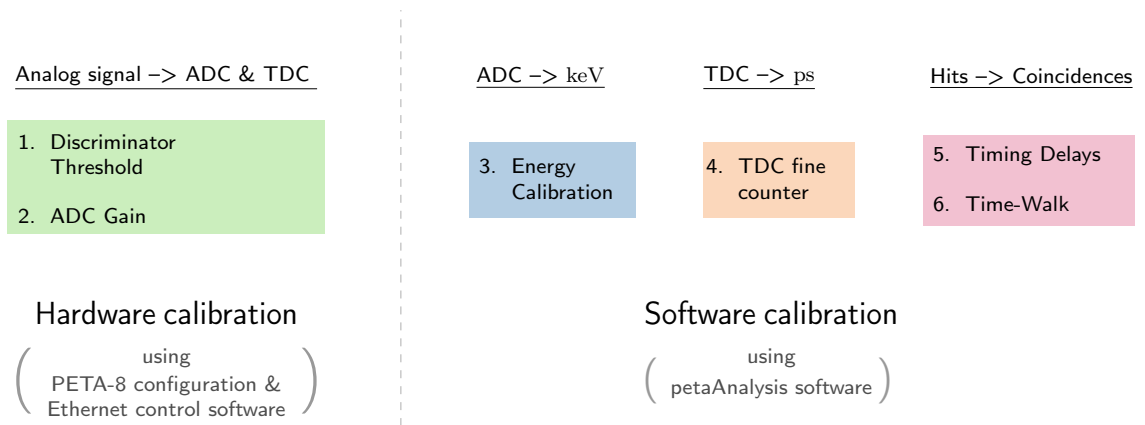 Analog signal –> ADC & TDC
1. Discriminator
Threshold
2. ADC Gain
Hardware calibration
using
PETA-8 configuration &
Ethernet control software
ADC –> keV
3. Energy
Calibration
TDC –> ps
4. TDC fine
counter
Hits –> Coincidences
5. Timing Delays
6. Time-Walk
Software calibration
using
petaAnalysis software